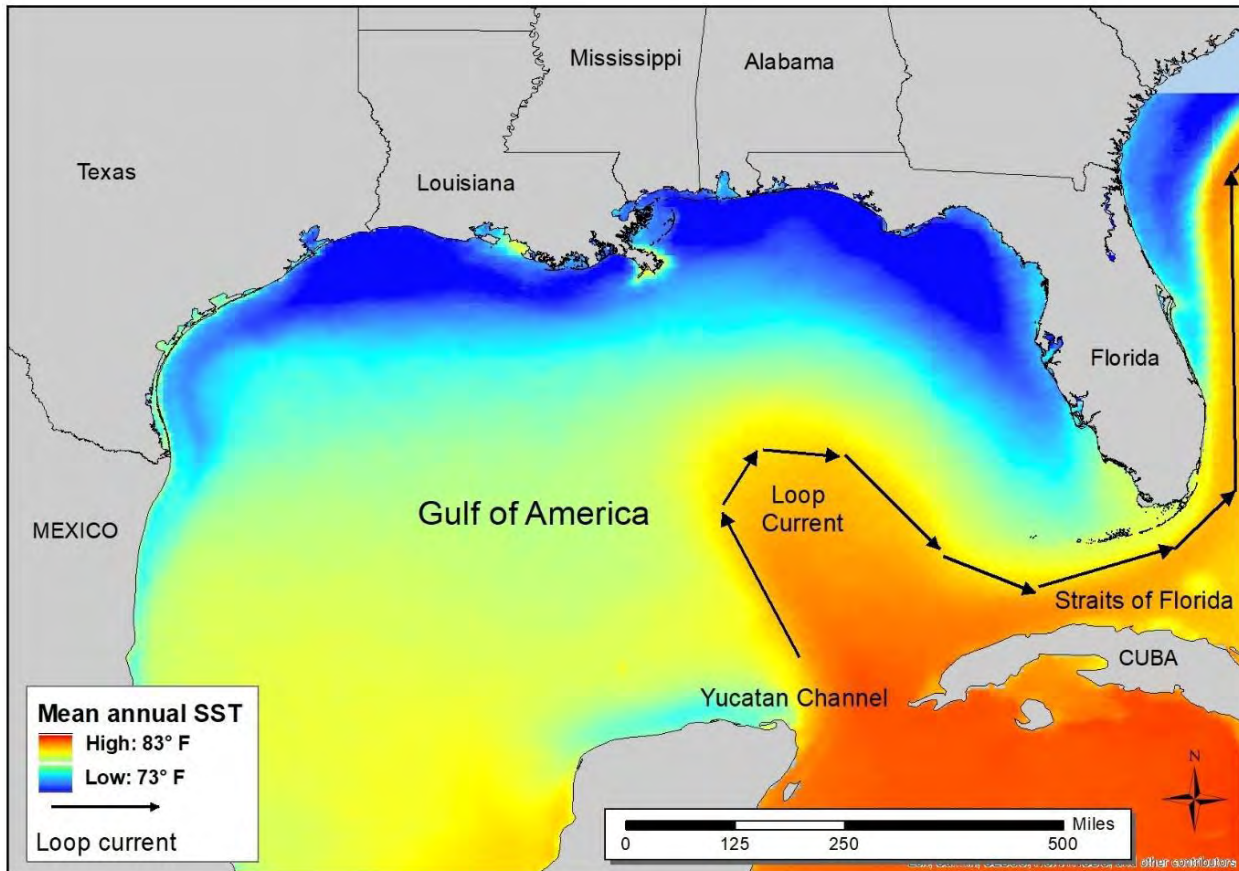 Mississippi
Alabama
Texas
Louisiana
Florida
Gulf of America
Loop
Current
MEXICO
Straits of Florida
CUBA
Yucatan Channel
Mean annual SST
High: 83° F
Low: 73° F
Loop current
N
Miles
0 125 250 500
and other contributors